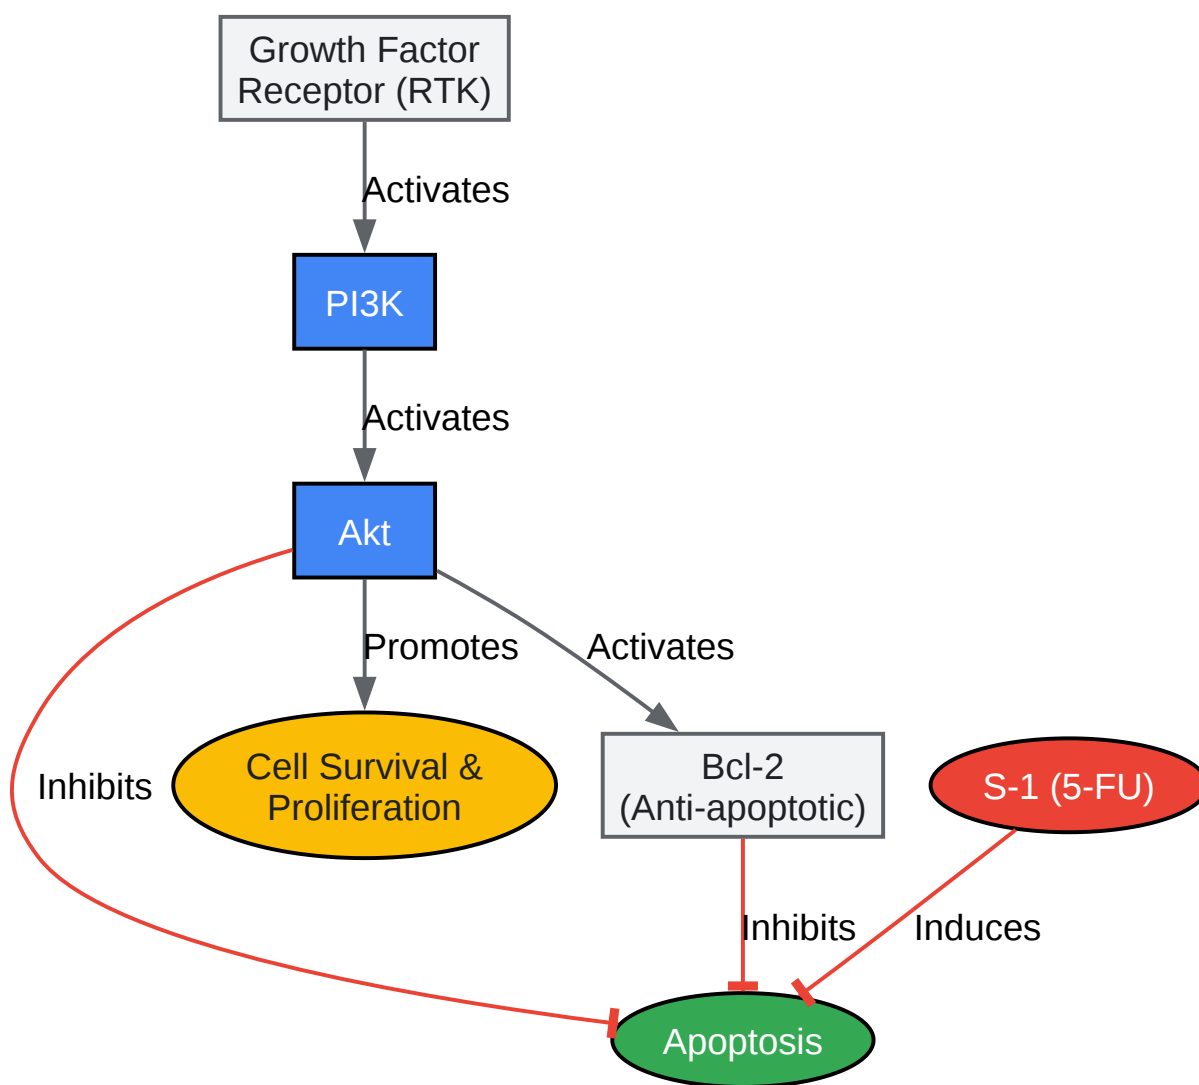 Growth Factor
Receptor (RTK)
Activates
PI3K
Activates
Akt
Promotes
Activates
Inhibits
Cell Survival &
Proliferation
Bcl-2
(Anti-apoptotic)
S-1 (5-FU)
Inhibits
Induces
Apoptosis